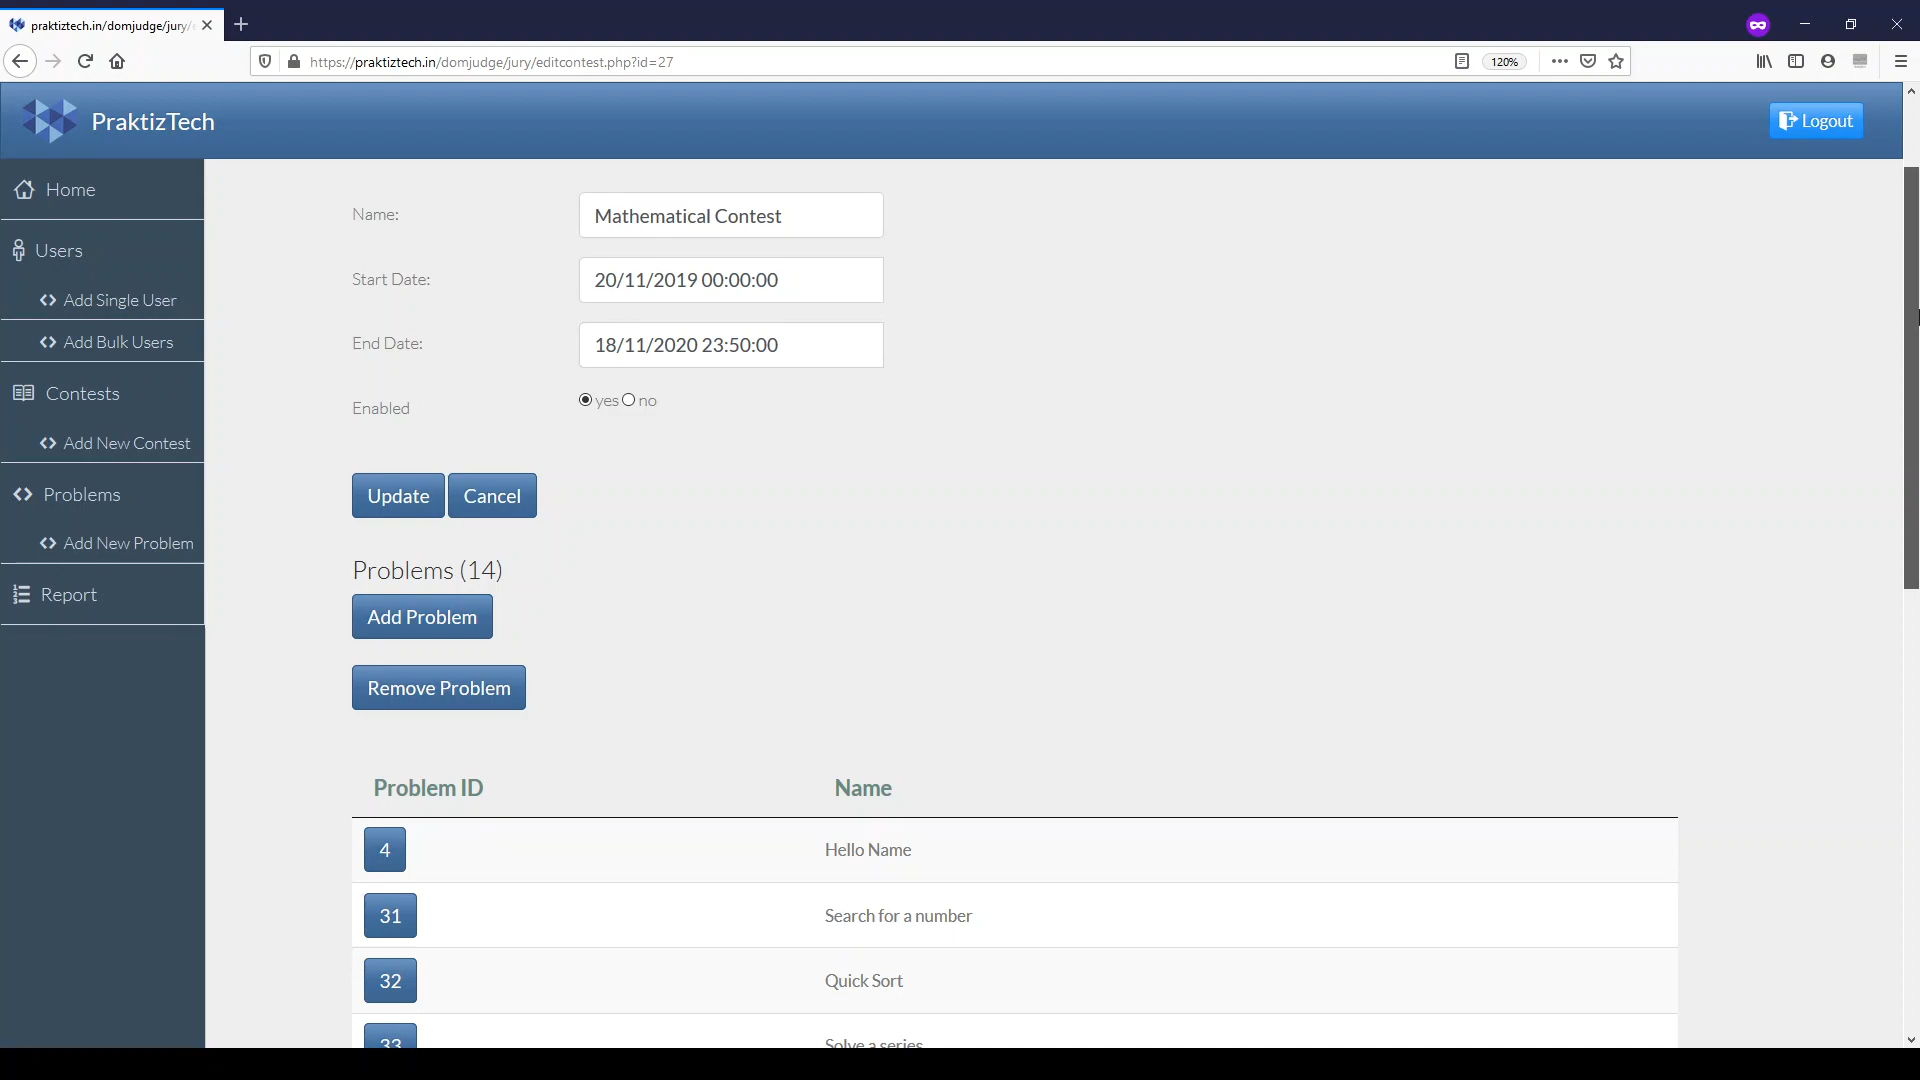 praktiztech.in/domjudge/jury/
https://praktiztech.in/domjudge/jury/editcontest.php?id=27
120%
PraktizTech
Logout
Home
Users
Add Single User
Add Bulk Users
Contests
Add New Contest
Problems
Add New Problem
Report
Name:
Mathematical Contest
Start Date:
20/11/2019 00:00:00
End Date:
18/11/2020 23:50:00
Enabled
yes no
Update Cancel
Problems (14)
Add Problem
Remove Problem
Problem ID Name
4 Hello Name
31 Search for a number
32 Quick Sort
33 Solve a series